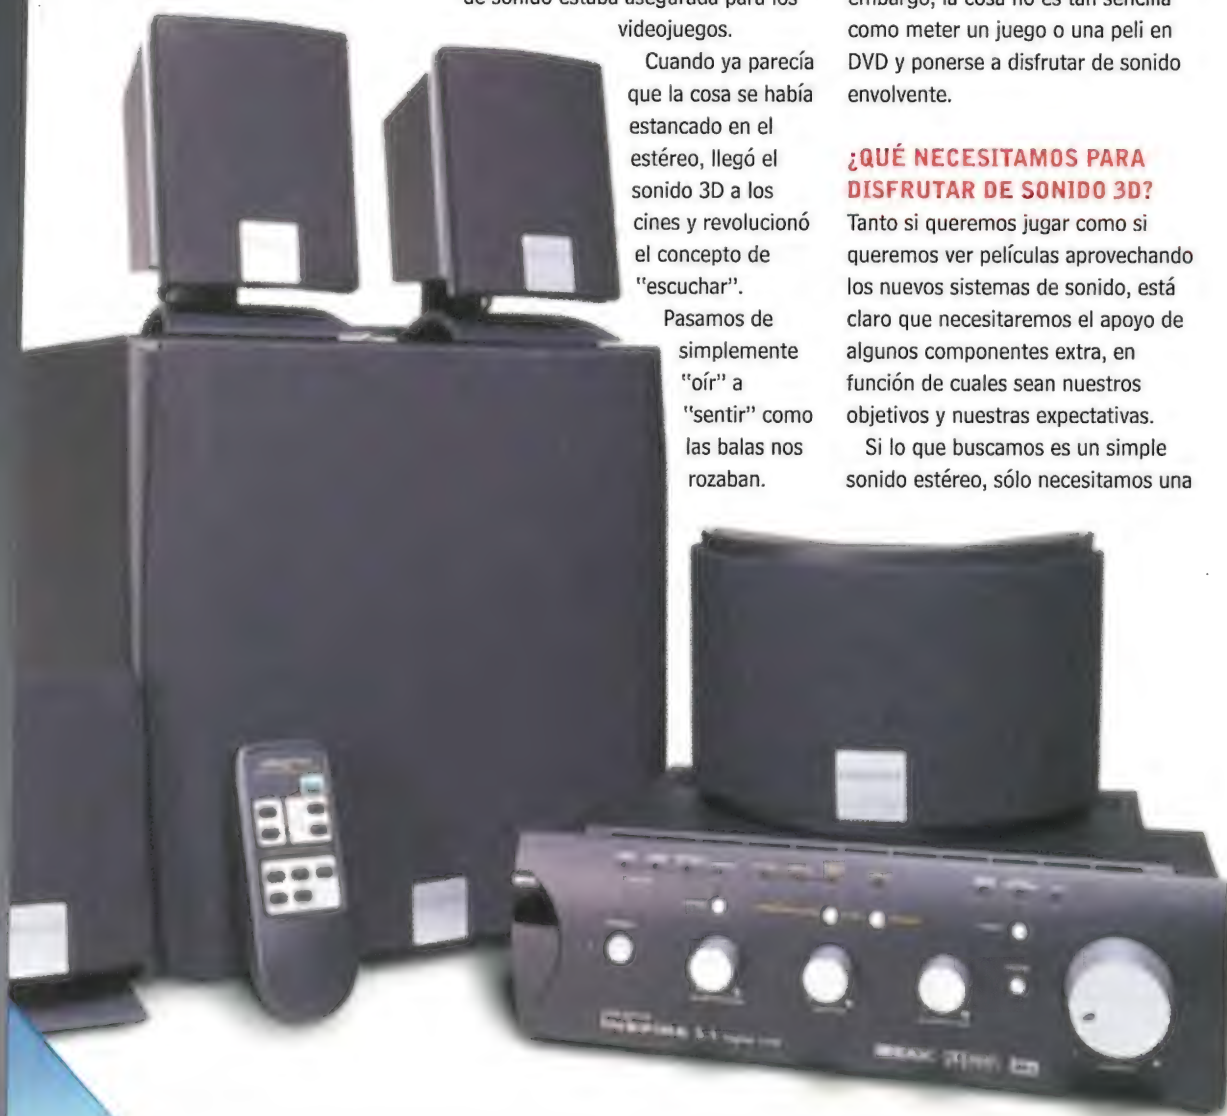 de sonido estaba asegurada para los
videojuegos.
Cuando ya parecía
que la cosa se había
estancado en el
estéreo, llegó el
sonido 3D a los
cines y revolucionó
el concepto de
"escuchar".
Pasamos de
simplemente
"oír" a
"sentir" como
las balas nos
rozaban.
embargo, la cosa no es tan sencilla
como meter un juego o una peli en
DVD y ponerse a disfrutar de sonido
envolvente.
¿QUÉ NECESITAMOS PARA
DISFRUTAR DE SONIDO 3D?
Tanto si queremos jugar como si
queremos ver películas aprovechando
los nuevos sistemas de sonido, está
claro que necesitaremos el apoyo de
algunos componentes extra, en
función de cuales sean nuestros
objetivos y nuestras expectativas.
Si lo que buscamos es un simple
sonido estéreo, sólo necesitamos una
INSPIRE 5.1
EAX